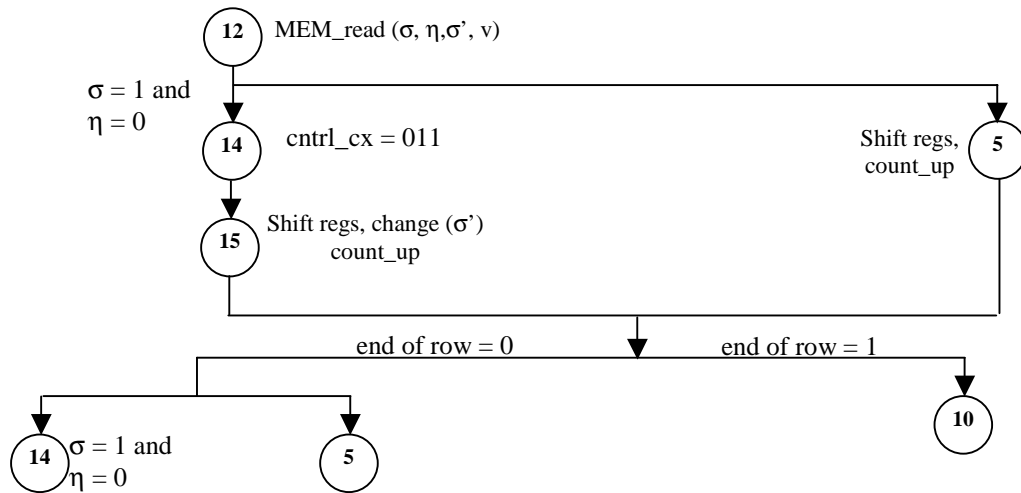 12
MEM_read (σ, η,σ’, v)
σ = 1 and
η = 0
14
cntrl_cx = 011
Shift regs,
count_up
5
15
Shift regs, change (σ’)
count_up
end of row = 0
end of row = 1
14
σ = 1 and
η = 0
5
10